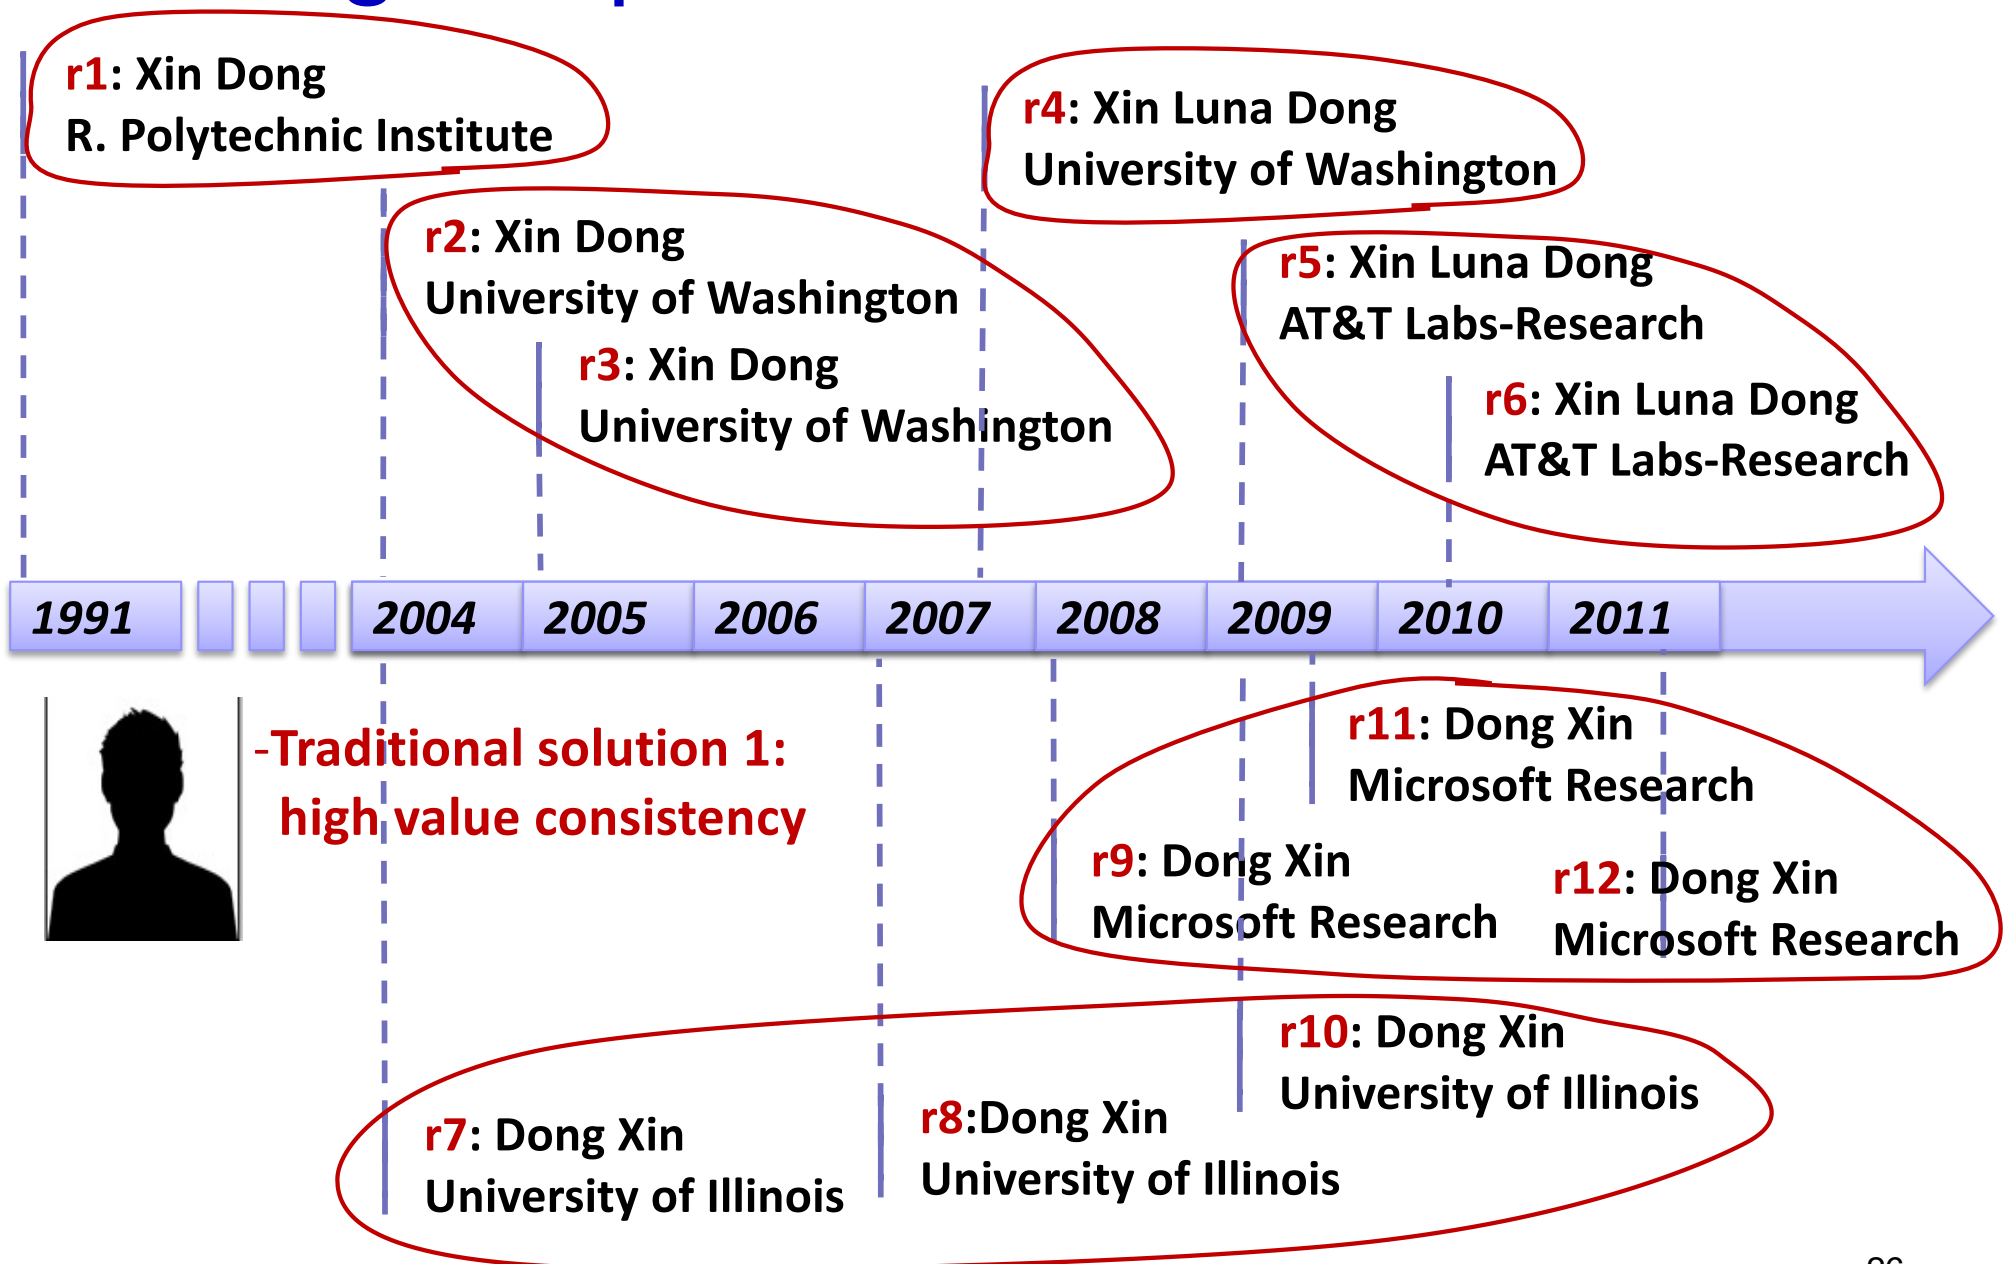 r1: Xin Dong
R. Polytechnic Institute
r4: Xin Luna Dong
University of Washington
r2: Xin Dong
University of Washington
r3: Xin Dong
University of Washington
r5: Xin Luna Dong
AT&T Labs-Research
r6: Xin Luna Dong
AT&T Labs-Research
1991 2004 2005 2006 2007 2008 2009 2010 2011
-Traditional solution 1:
high value consistency
r11: Dong Xin
Microsoft Research
r9: Dong Xin
Microsoft Research
r12: Dong Xin
Microsoft Research
r10: Dong Xin
University of Illinois
r7: Dong Xin
University of Illinois
r8:Dong Xin
University of Illinois